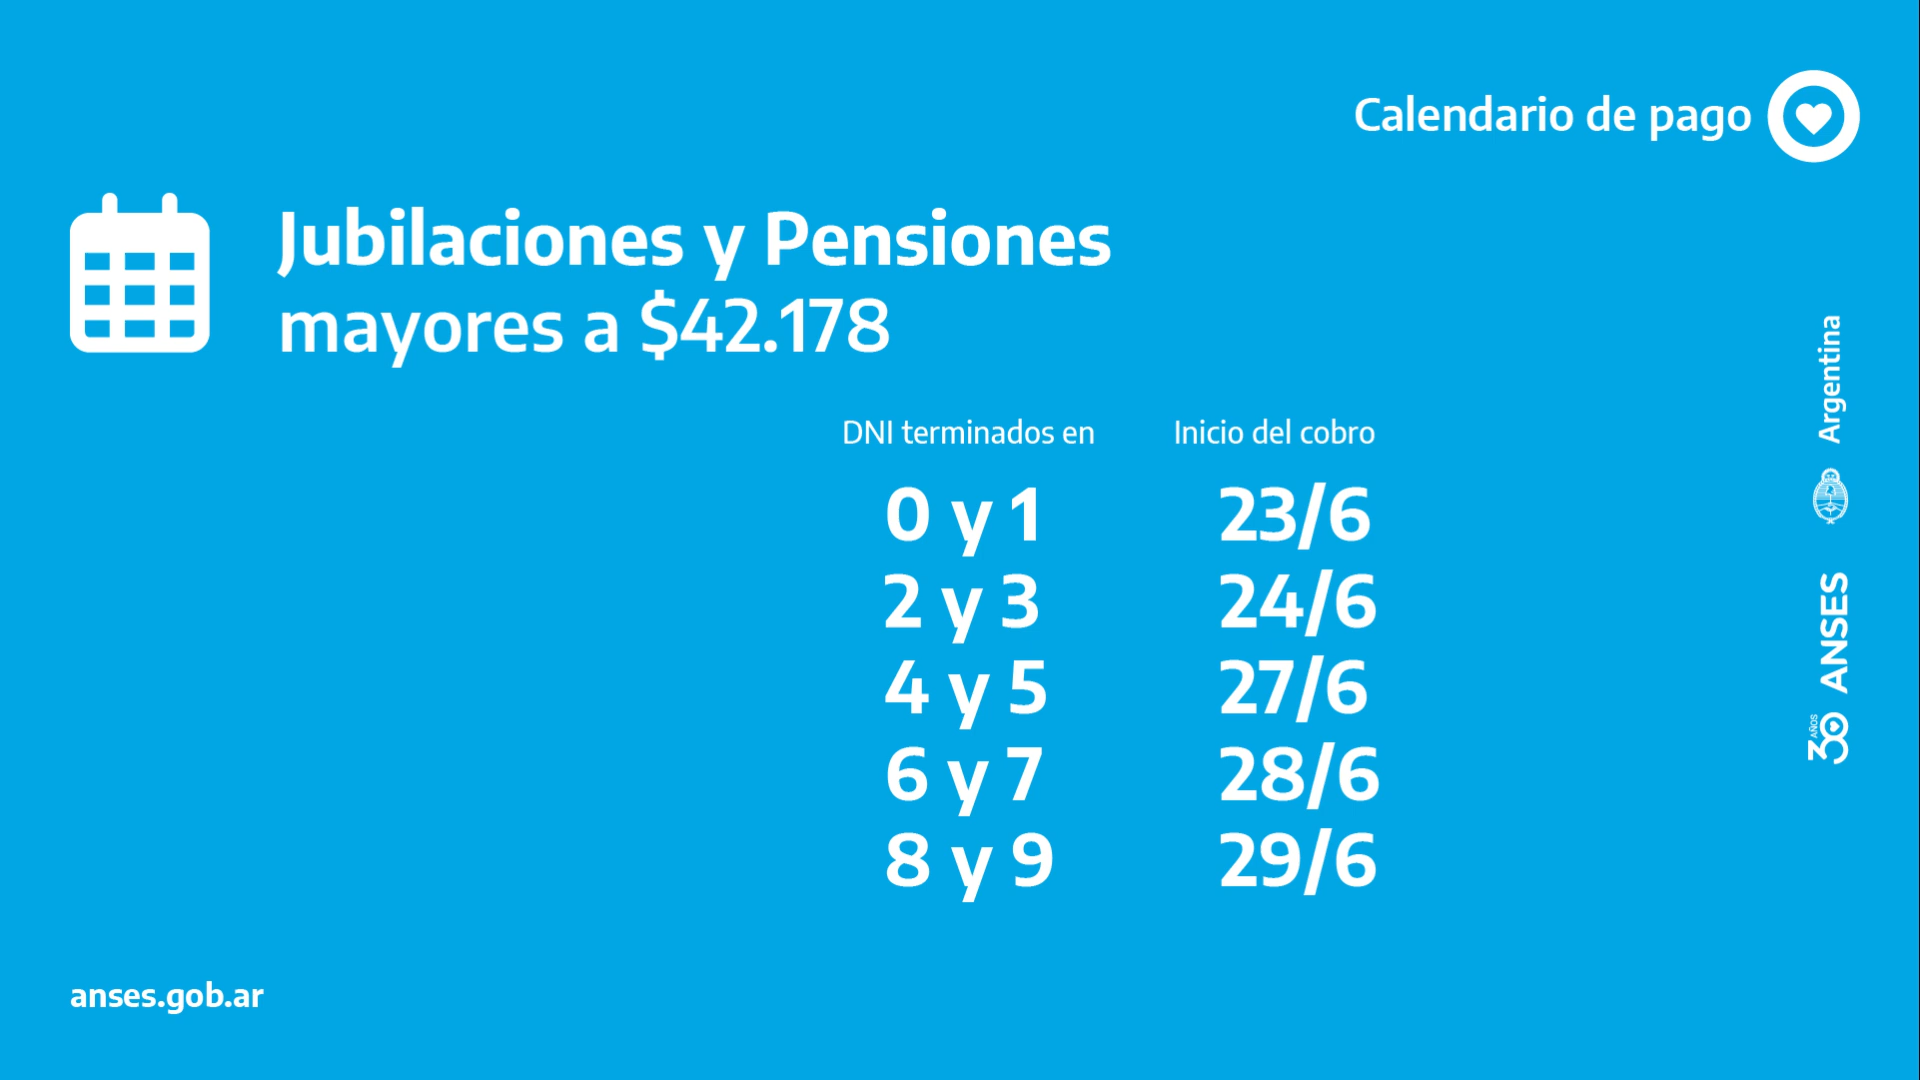 Calendario de pago
Jubilaciones y Pensiones
mayores a $42.178
DNI terminados en Inicio del cobro
0 y 1 23/6
2 y 3 24/6
4 y 5 27/6
6 y 7 28/6
8 y 9 29/6
anses.gob.ar
30 AÑOS ANSES Argentina